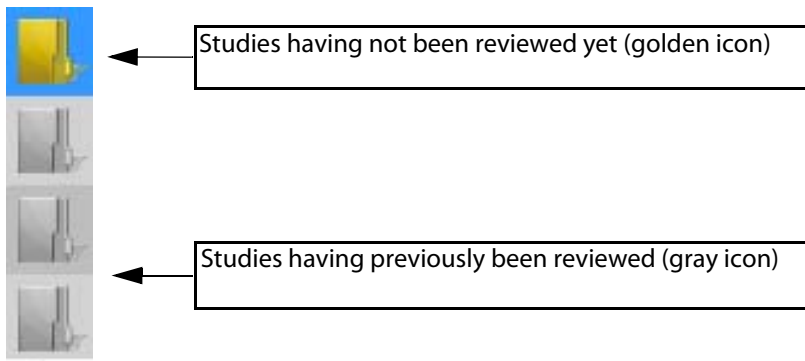 Studies having not been reviewed yet (golden icon)
Studies having previously been reviewed (gray icon)